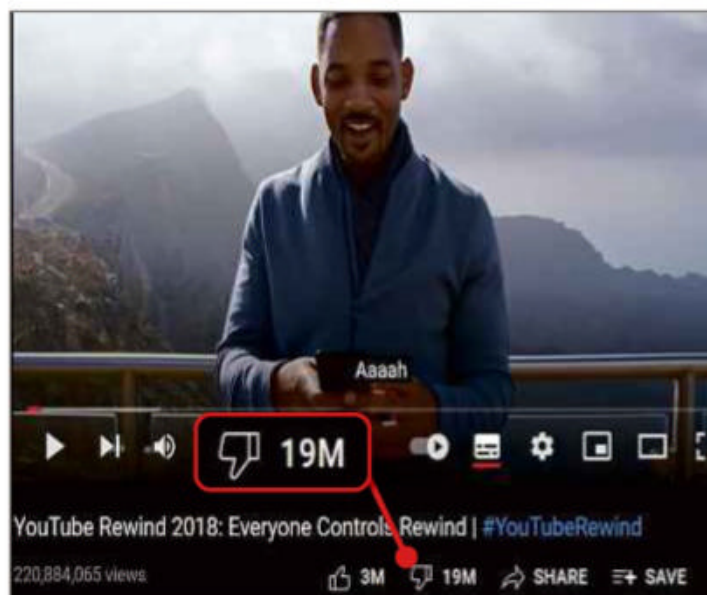 Aaaah
19M
YouTube Rewind 2018: Everyone Controls Rewind | #YouTubeRewind
220,884,065 views 3M 19M SHARE SAVE